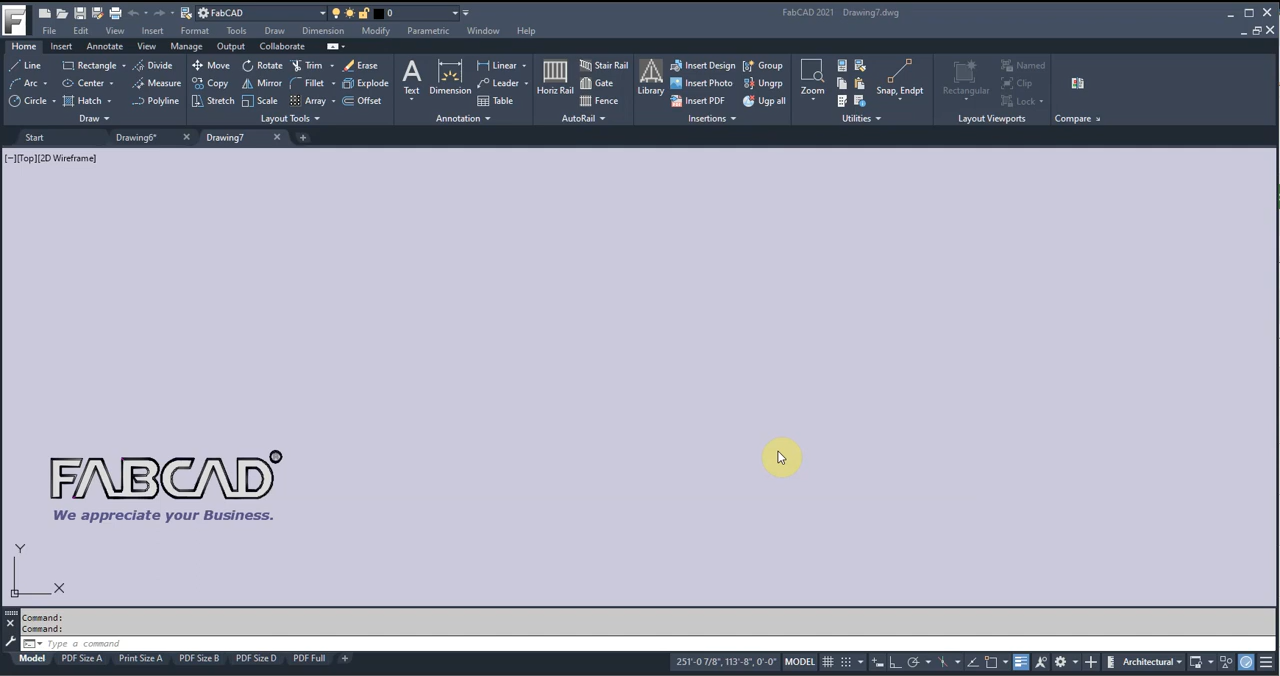 F FabCAD 0 FabCAD 2021 Drawing7.dwg
File Edit View Insert Format Tools Draw Dimension Modify Parametric Window Help
Home Insert Annotate View Manage Output Collaborate
Line Rectangle Divide Move Rotate Trim Erase Linear Stair Rail Insert Design Group Named
Arc Center Measure Copy Mirror Fillet Explode Leader Gate Insert Photo Ungrp Clip
Text Dimension Horiz Rail Library Zoom Snap, Endpt Rectangular
Circle Hatch Polyline Stretch Scale Array Offset Table Fence Insert PDF Ugp all Lock
Draw Layout Tools Annotation AutoRail Insertions Utilities Layout Viewports Compare
Start Drawing6* Drawing7
[−][Top][2D Wireframe]
FABCAD
We appreciate your Business.
Y
X
Command:
Command:
Type a command
Model PDF Size A Print Size A PDF Size B PDF Size D PDF Full + 251'-0 7/8", 113'-8", 0'-0" MODEL Architectural